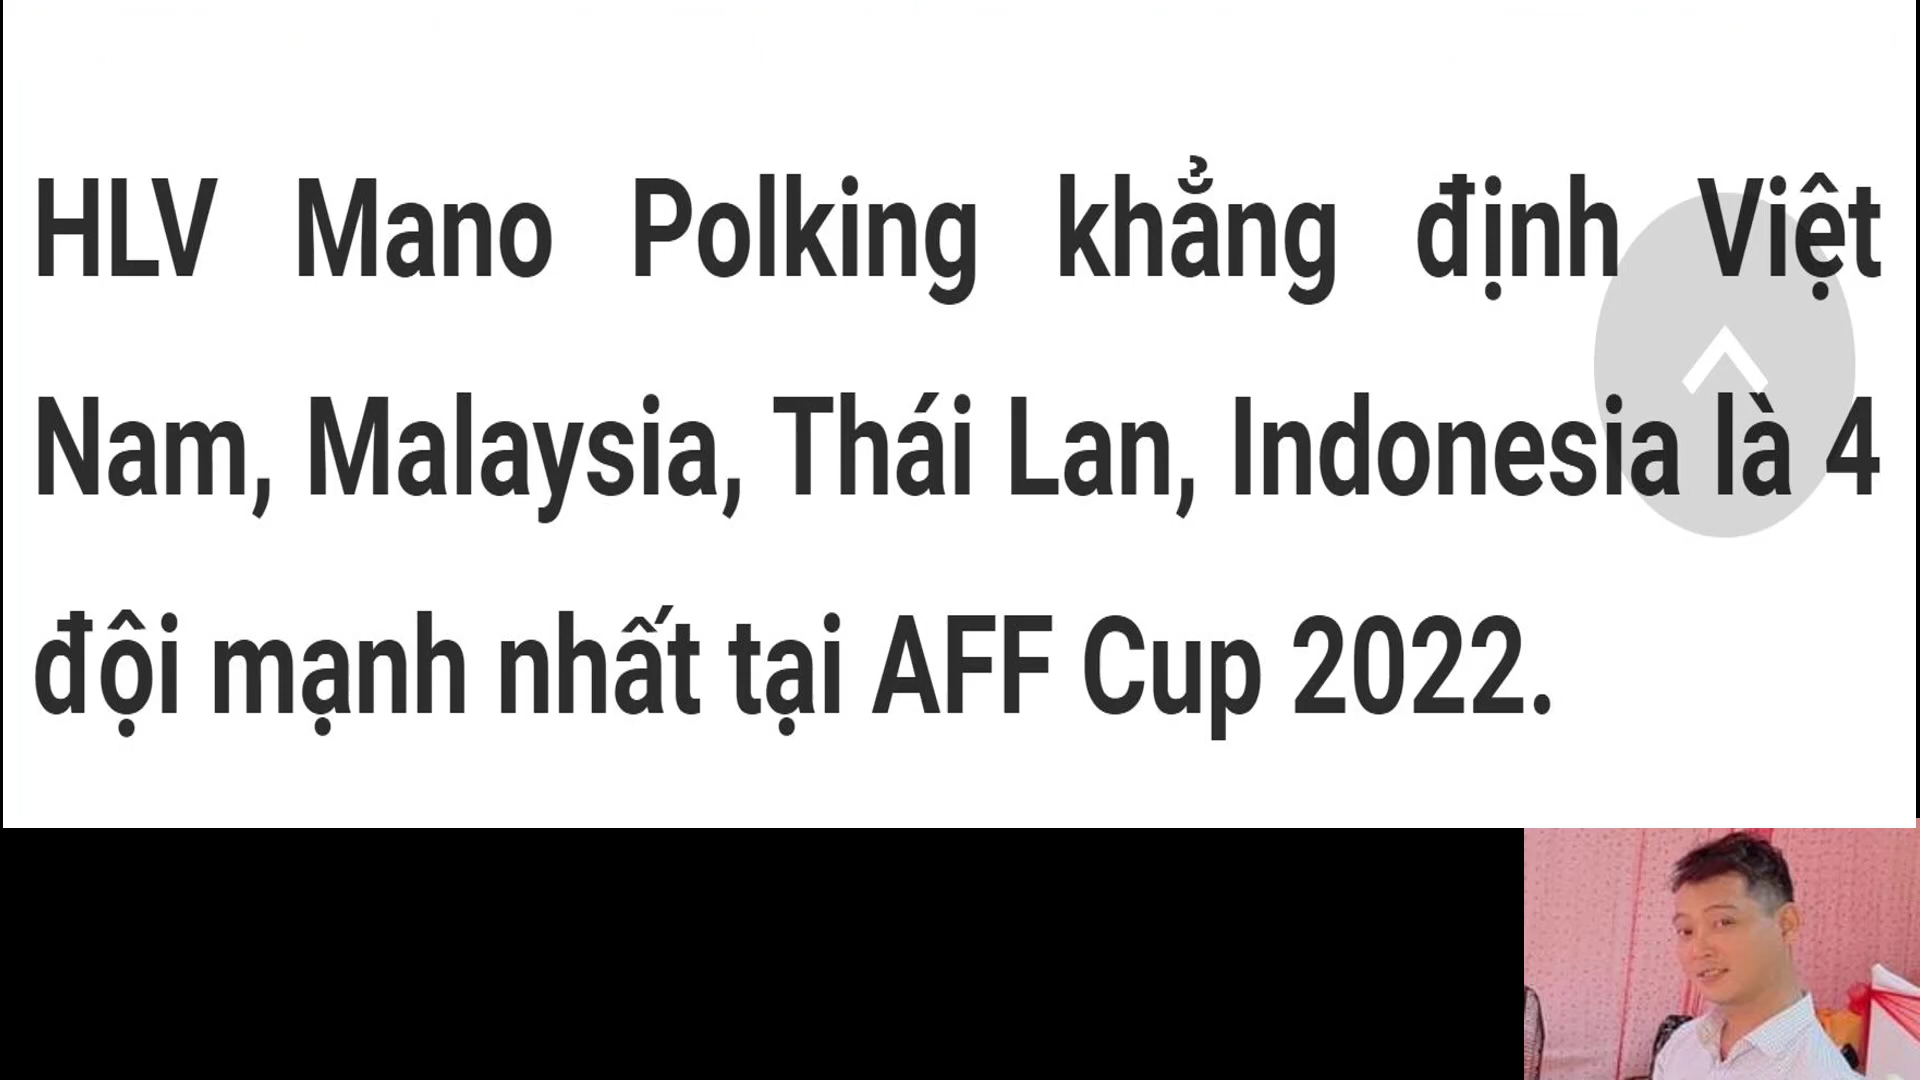 HLV Mano Polking khẳng định Việt
Nam, Malaysia, Thái Lan, Indonesia là 4
đội mạnh nhất tại AFF Cup 2022.